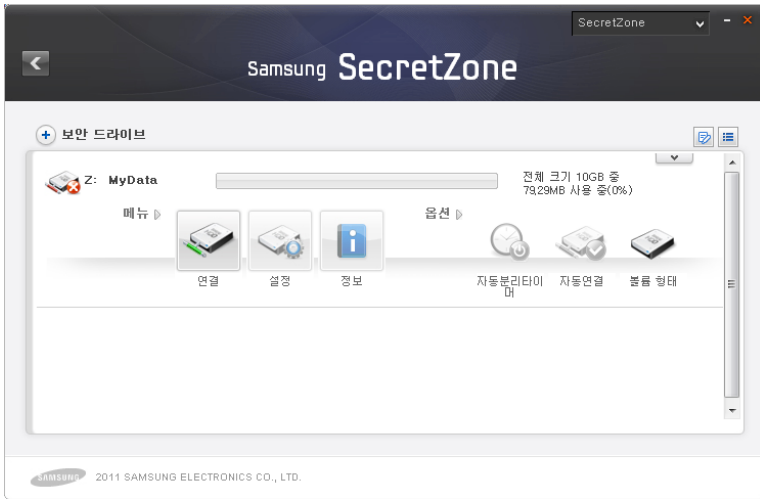 SecretZone
Samsung SecretZone
보안 드라이브
Z: MyData
전체 크기 10GB 중
79,29MB 사용 중(0%)
메뉴
옵션
연결
설정
정보
자동분리타이
머
자동연결
볼륨 형태
SAMSUNG 2011 SAMSUNG ELECTRONICS CO., LTD.